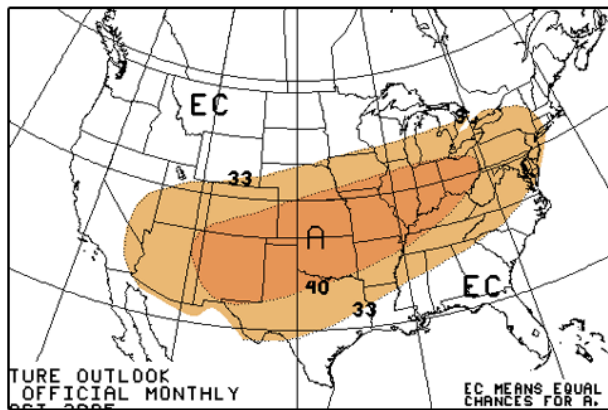 EC
33
A
40
33
EC
TURE OUTLOOK
OFFICIAL MONTHLY
EC MEANS EQUAL
CHANCES FOR A,